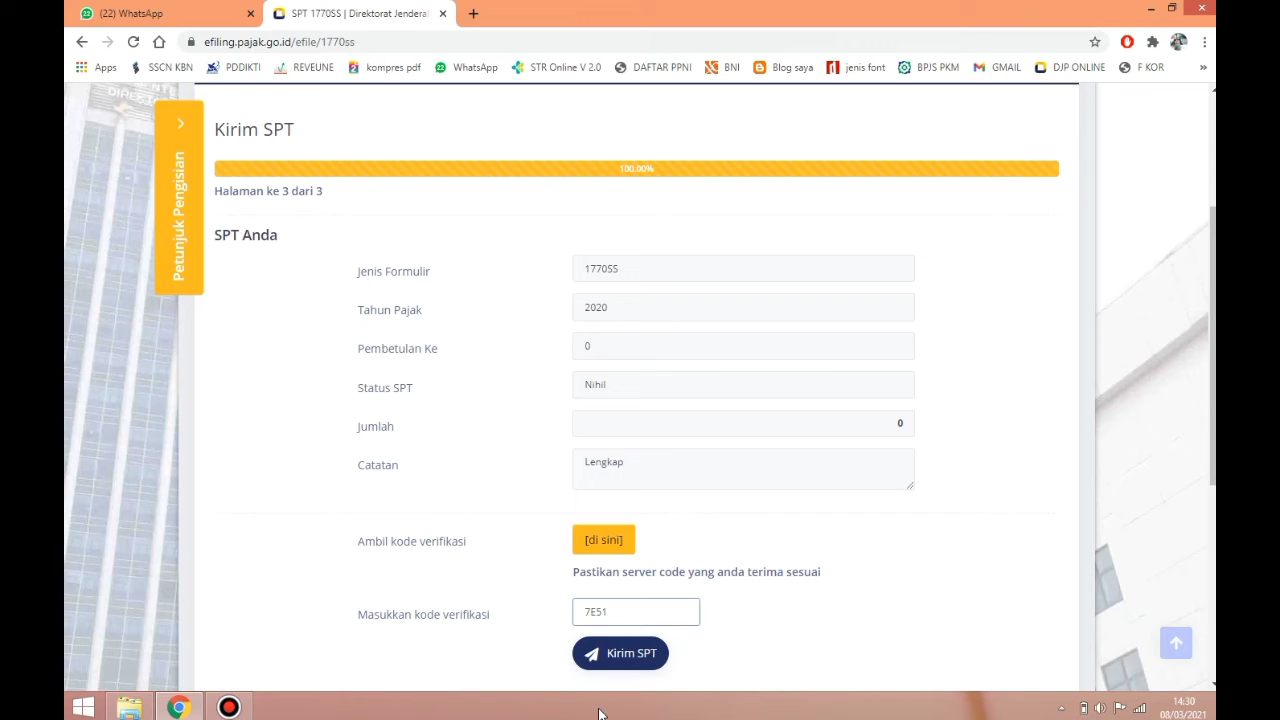 (22) WhatsApp
SPT 1770SS | Direktorat Jendera
efiling.pajak.go.id/efile/1770ss
Apps SSCN KBN PDDIKTI REVEUNE kompres pdf WhatsApp STR Online V 2.0 DAFTAR PPNI BNI Blog saya jenis font BPJS PKM GMAIL DJP ONLINE F KOR »
Petunjuk Pengisian
Kirim SPT
100.00%
Halaman ke 3 dari 3
SPT Anda
Jenis Formulir 1770SS
Tahun Pajak 2020
Pembetulan Ke 0
Status SPT Nihil
Jumlah 0
Catatan Lengkap
Ambil kode verifikasi [di sini]
Pastikan server code yang anda terima sesuai
Masukkan kode verifikasi 7E51
Kirim SPT
14:30
08/03/2021